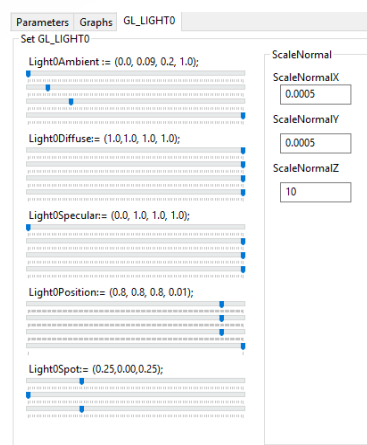 Parameters Graphs GL_LIGHT0
Set GL_LIGHT0
Light0Ambient := (0.0, 0.09, 0.2, 1.0);
Light0Diffuse:= (1.0,1.0, 1.0, 1.0);
Light0Specular:= (0.0, 1.0, 1.0, 1.0);
Light0Position:= (0.8, 0.8, 0.8, 0.01);
Light0Spot:= (0.25,0.00,0.25);
ScaleNormal
ScaleNormalX
0.0005
ScaleNormalY
0.0005
ScaleNormalZ
10